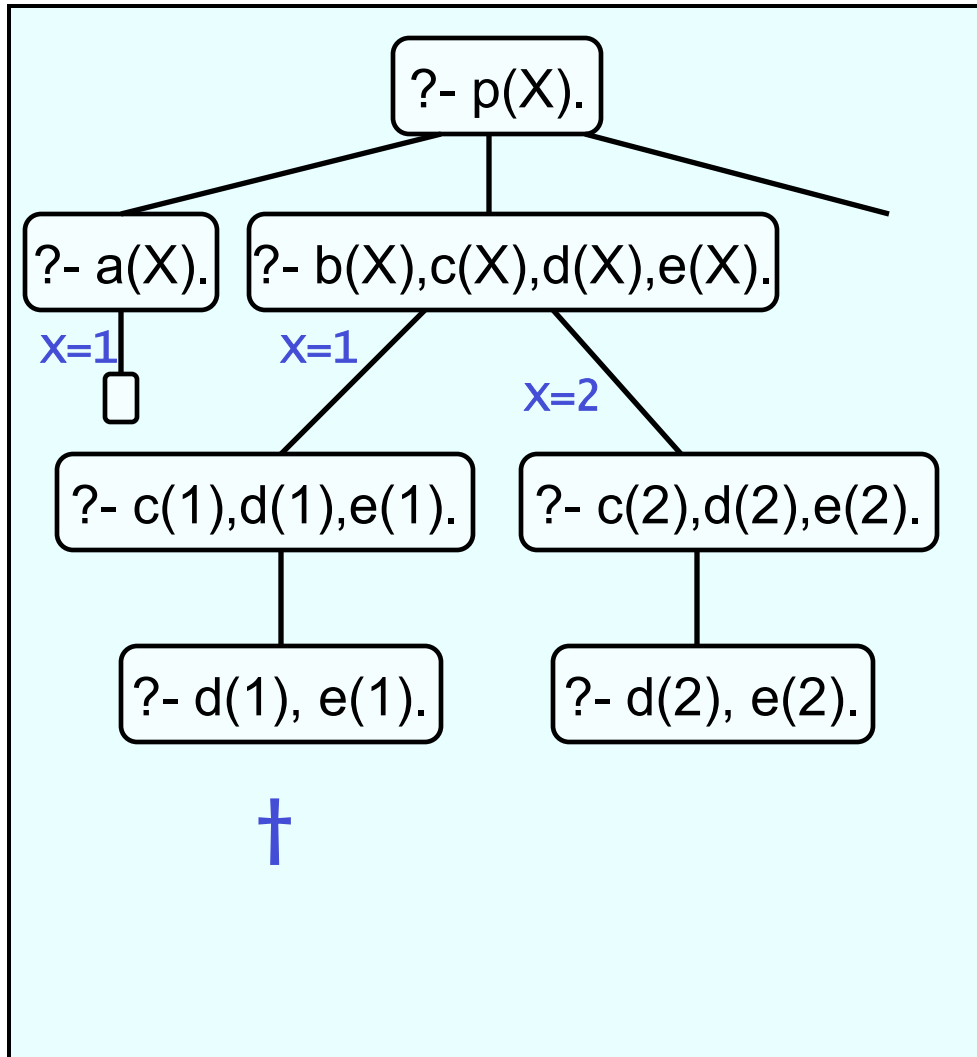 ?- p(X).
?- a(X).
?- b(X),c(X),d(X),e(X).
X=1
X=1
X=2
?- c(1),d(1),e(1).
?- c(2),d(2),e(2).
?- d(1), e(1).
?- d(2), e(2).
†